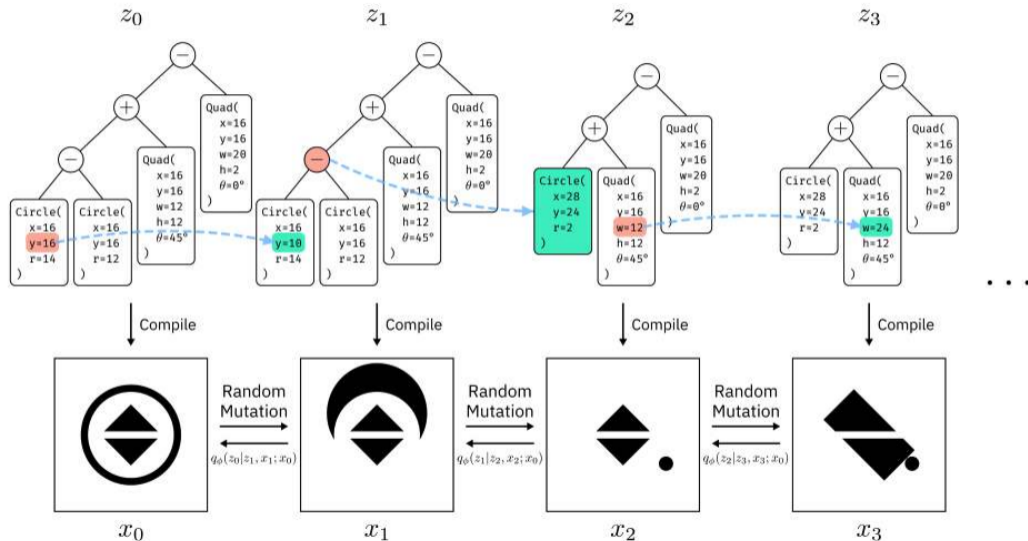 z₀ z₁ z₂ z₃
−
+
−
Circle(
x=16
y=16
r=14
)
Circle(
x=16
y=16
r=12
)
Quad(
x=16
y=16
w=12
h=12
θ=45°
)
Quad(
x=16
y=16
w=20
h=2
θ=0°
)
−
+
−
Circle(
x=16
y=10
r=14
)
Circle(
x=16
y=16
r=12
)
Quad(
x=16
y=16
w=12
h=12
θ=45°
)
Quad(
x=16
y=16
w=20
h=2
θ=0°
)
−
+
Circle(
x=28
y=24
r=2
)
Quad(
x=16
y=16
w=12
h=12
θ=45°
)
Quad(
x=16
y=16
w=20
h=2
θ=0°
)
−
+
Circle(
x=28
y=24
r=2
)
Quad(
x=16
y=16
w=24
h=12
θ=45°
)
Quad(
x=16
y=16
w=20
h=2
θ=0°
)
. . .
Compile Compile Compile Compile
Random
Mutation
qϕ(z₀|z₁, x₁; x₀)
Random
Mutation
qϕ(z₁|z₂, x₂; x₀)
Random
Mutation
qϕ(z₂|z₃, x₃; x₀)
x₀ x₁ x₂ x₃